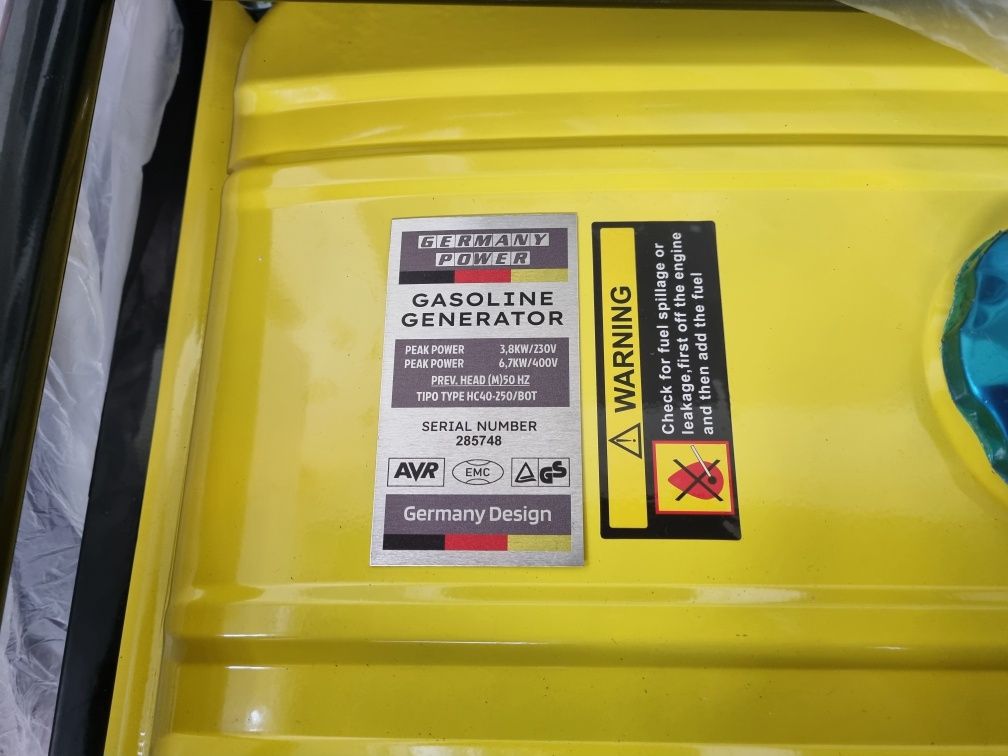 GERMANY
POWER
GASOLINE
GENERATOR
PEAK POWER 3,8KW/230V
PEAK POWER 6,7KW/400V
PREV. HEAD (M)50 HZ
TIPO TYPE HC40-250/BOT
SERIAL NUMBER
285748
AVR EMC GS
Germany Design
WARNING
Check for fuel spillage or
leakage,first off the engine
and then add the fuel